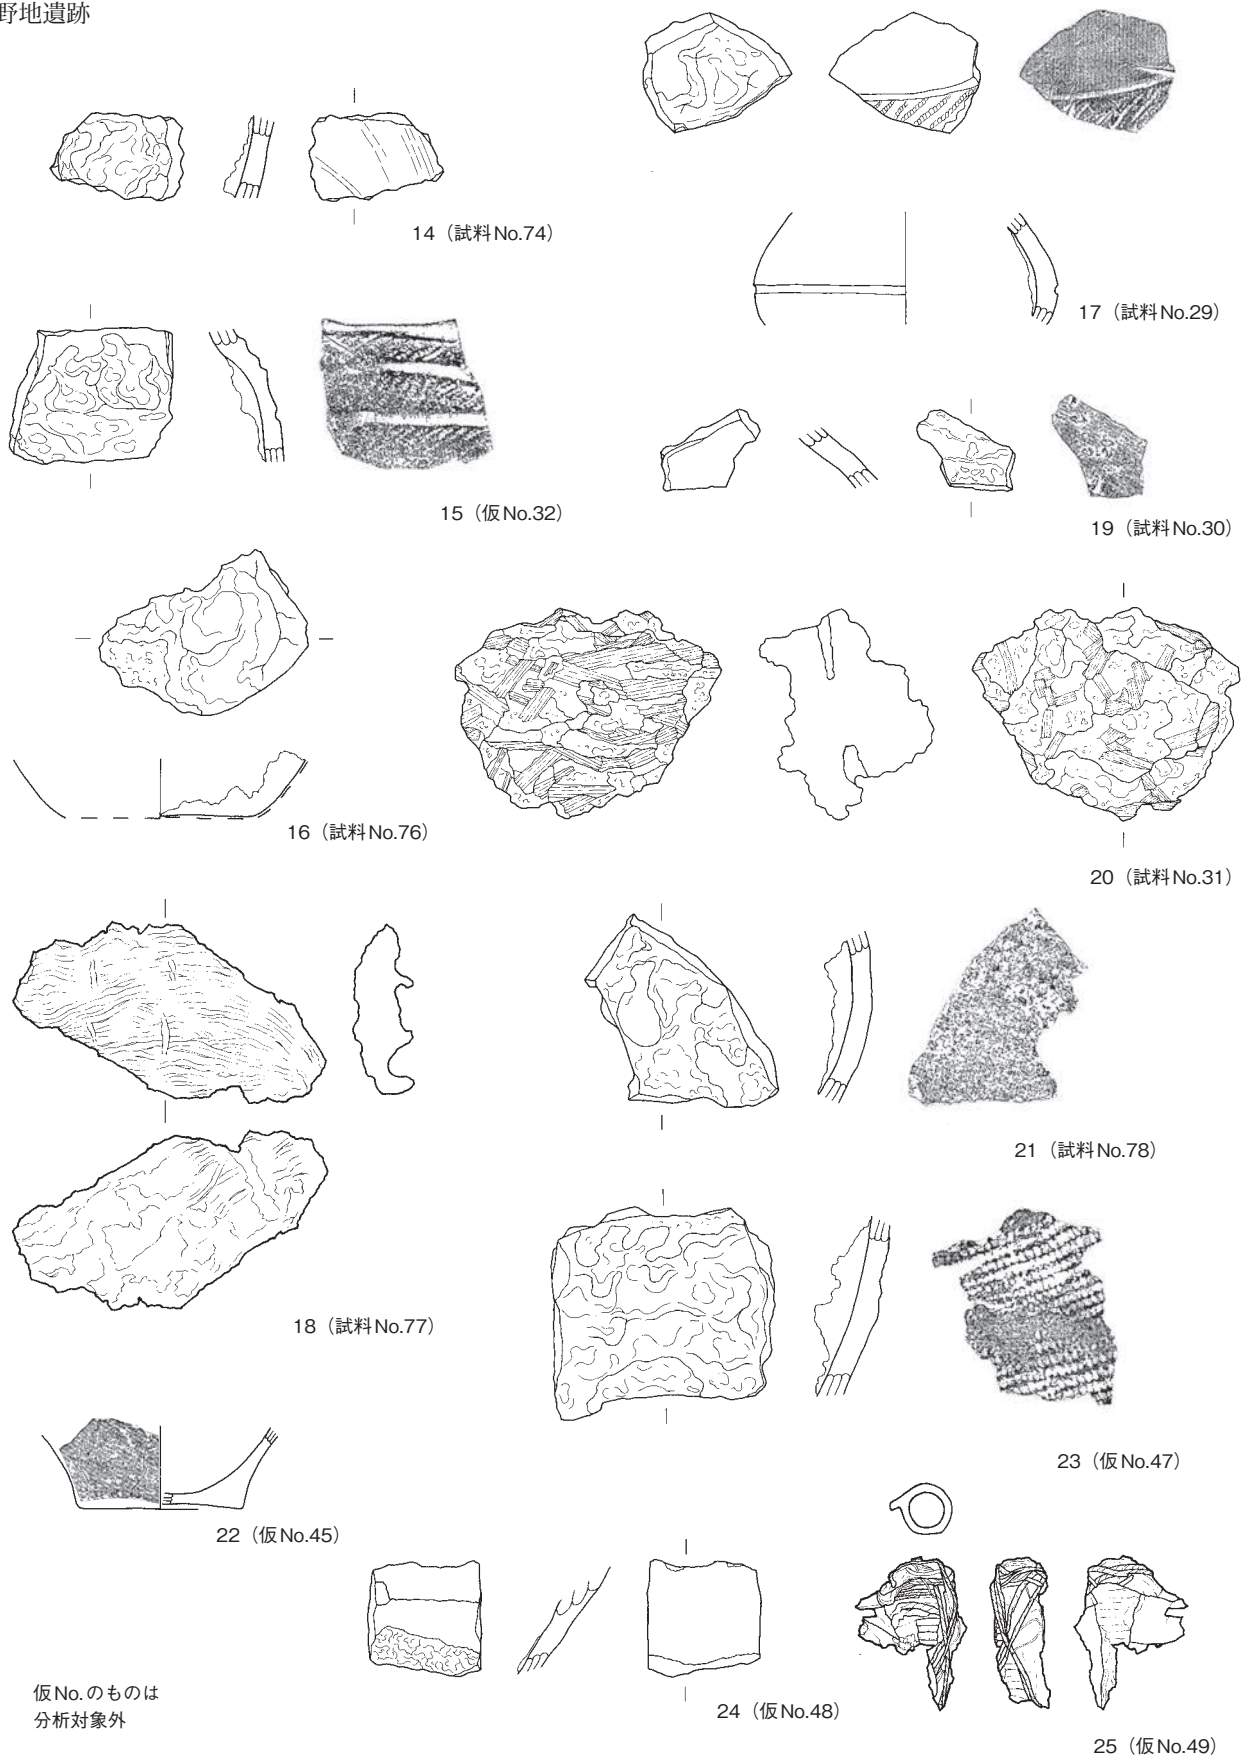 野地遺跡
14（試料No.74）
17（試料No.29）
15（仮No.32）
19（試料No.30）
16（試料No.76）
20（試料No.31）
21（試料No.78）
18（試料No.77）
23（仮No.47）
22（仮No.45）
24（仮No.48）
25（仮No.49）
仮No.のものは
分析対象外